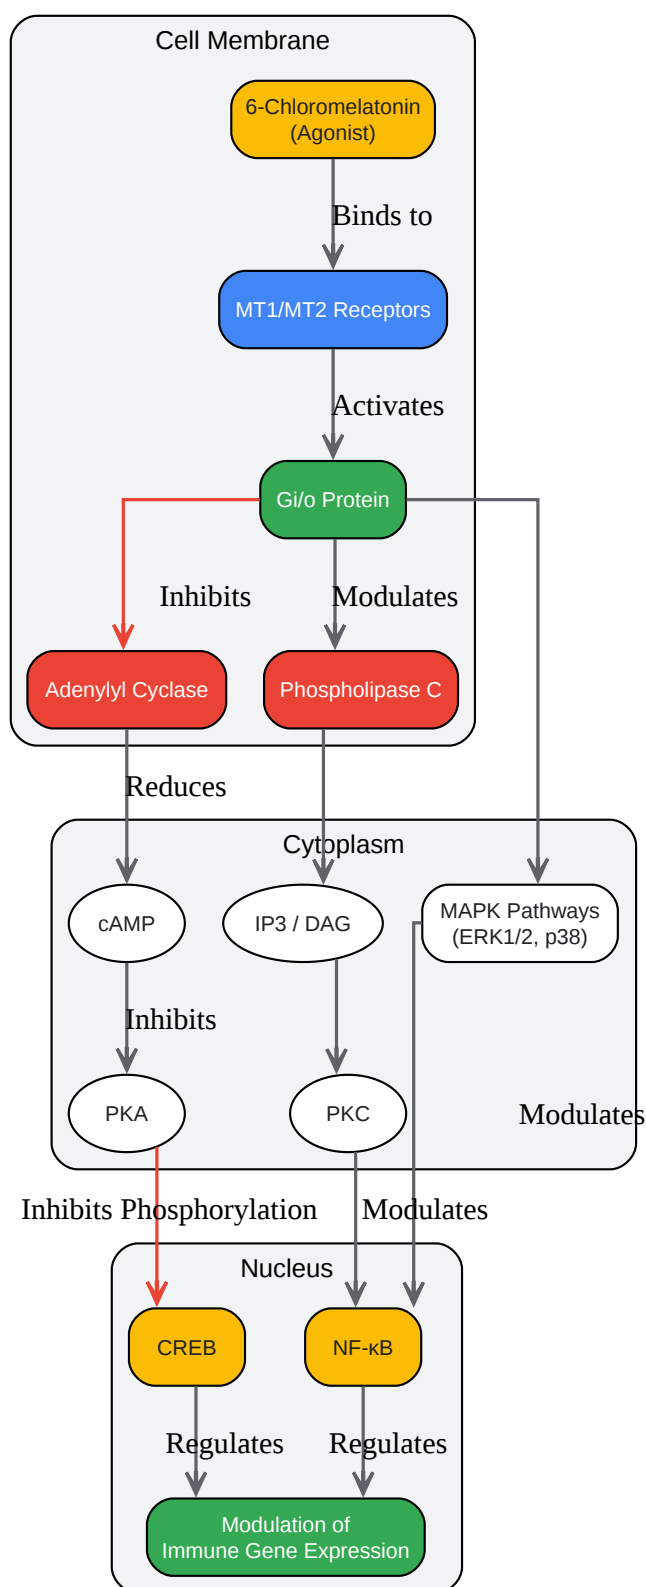 Cell Membrane
6-Chloromelatonin
(Agonist)
Binds to
MT1/MT2 Receptors
Activates
Gi/o Protein
Inhibits
Modulates
Adenylyl Cyclase
Phospholipase C
Reduces
Cytoplasm
cAMP
IP3 / DAG
MAPK Pathways
(ERK1/2, p38)
Inhibits
PKA
PKC
Modulates
Inhibits Phosphorylation
Modulates
Nucleus
CREB
NF-κB
Regulates
Regulates
Modulation of
Immune Gene Expression